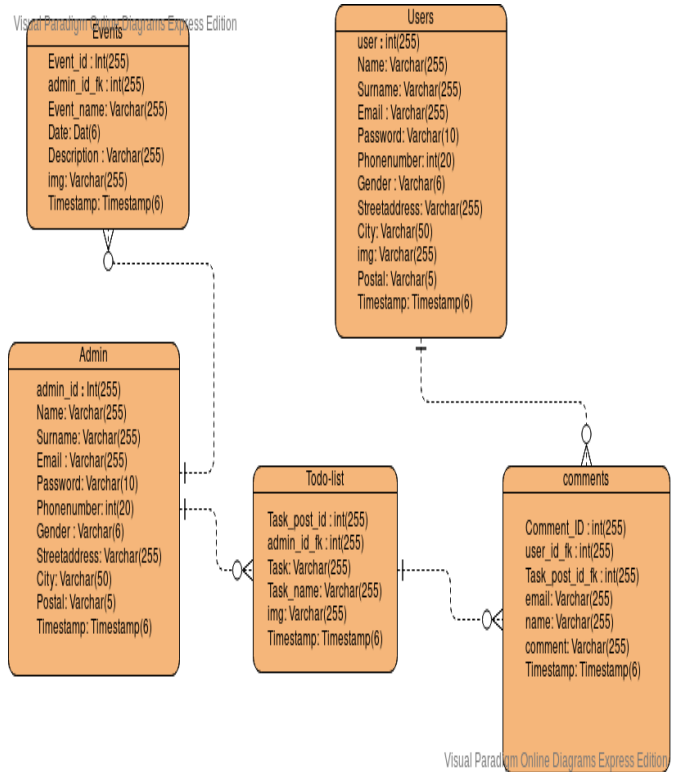 Visual Paradigm Online Diagrams Express Edition
Events
Event_id : Int(255)
admin_id_fk : int(255)
Event_name: Varchar(255)
Date: Dat(6)
Description : Varchar(255)
img: Varchar(255)
Timestamp: Timestamp(6)
Users
user : int(255)
Name: Varchar(255)
Surname: Varchar(255)
Email : Varchar(255)
Password: Varchar(10)
Phonenumber: int(20)
Gender : Varchar(6)
Streetaddress: Varchar(255)
City: Varchar(50)
img: Varchar(255)
Postal: Varchar(5)
Timestamp: Timestamp(6)
Admin
admin_id : Int(255)
Name: Varchar(255)
Surname: Varchar(255)
Email : Varchar(255)
Password: Varchar(10)
Phonenumber: int(20)
Gender : Varchar(6)
Streetaddress: Varchar(255)
City: Varchar(50)
Postal: Varchar(5)
Timestamp: Timestamp(6)
Todo-list
Task_post_id : int(255)
admin_id_fk : int(255)
Task: Varchar(255)
Task_name: Varchar(255)
img: Varchar(255)
Timestamp: Timestamp(6)
comments
Comment_ID : int(255)
user_id_fk : int(255)
Task_post_id_fk : int(255)
email: Varchar(255)
name: Varchar(255)
comment: Varchar(255)
Timestamp: Timestamp(6)
Visual Paradigm Online Diagrams Express Edition